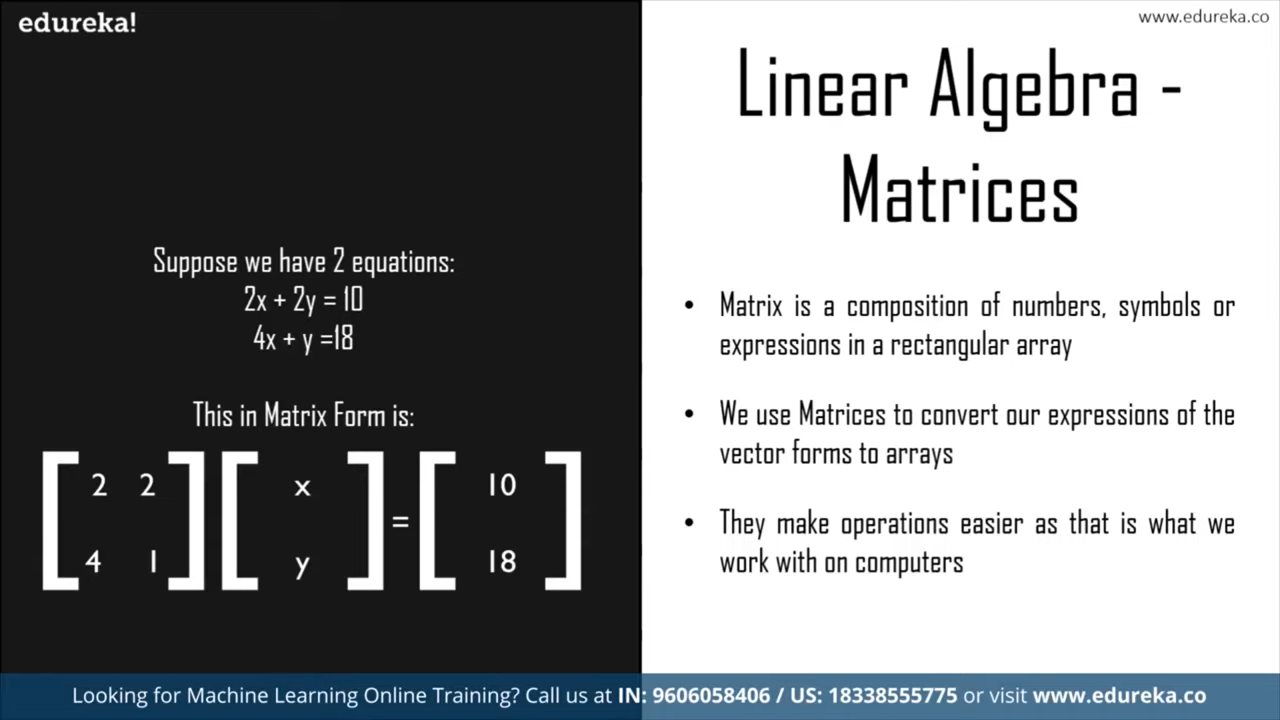 edureka!
www.edureka.co
Linear Algebra -
Matrices
Suppose we have 2 equations:
2x + 2y = 10
4x + y =18
This in Matrix Form is:
2 2 x = 10
4 1 y 18
• Matrix is a composition of numbers, symbols or
expressions in a rectangular array
• We use Matrices to convert our expressions of the
vector forms to arrays
• They make operations easier as that is what we
work with on computers
Looking for Machine Learning Online Training? Call us at IN: 9606058406 / US: 18338555775 or visit www.edureka.co